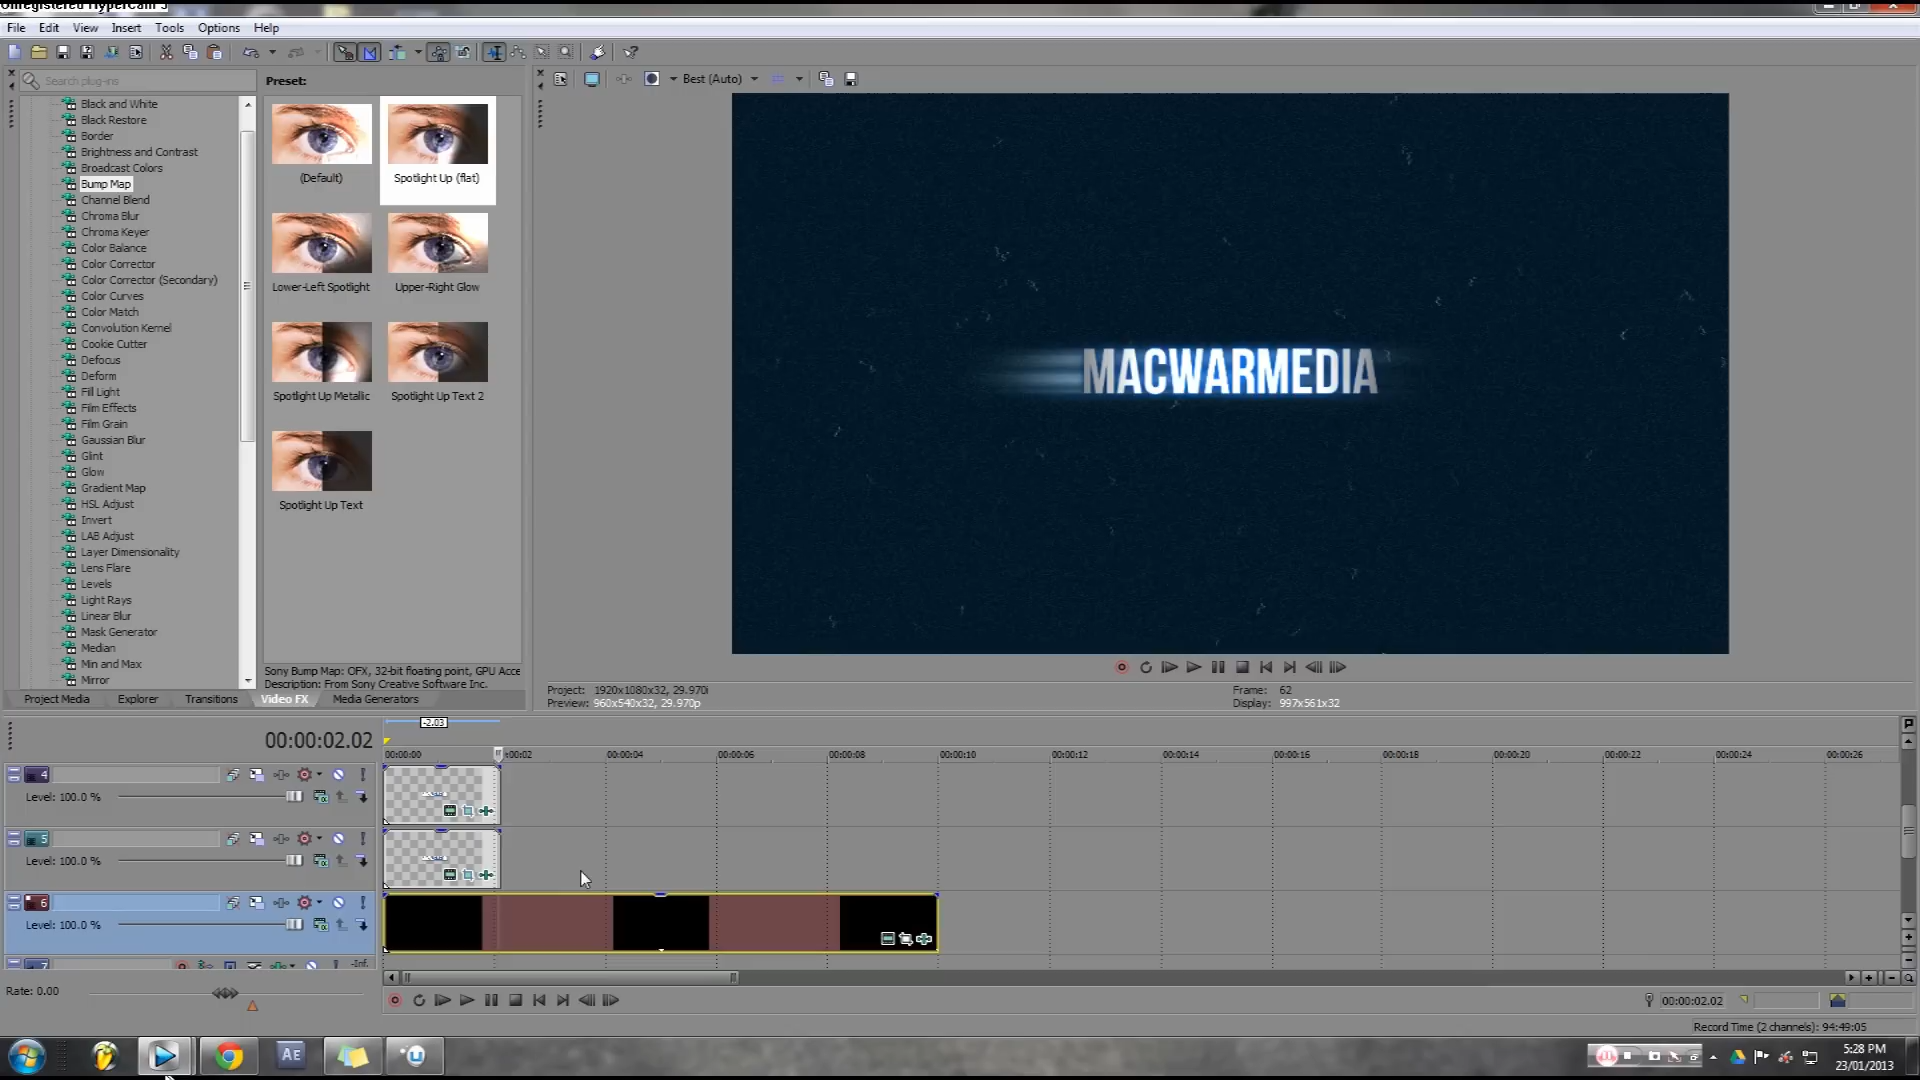 Unregistered HyperCam 3
File Edit View Insert Tools Options Help
Search plug-ins
Preset:
Best (Auto)
Black and White
Black Restore
Border
Brightness and Contrast
Broadcast Colors
Bump Map
Channel Blend
Chroma Blur
Chroma Keyer
Color Balance
Color Corrector
Color Corrector (Secondary)
Color Curves
Color Match
Convolution Kernel
Cookie Cutter
Defocus
Deform
Fill Light
Film Effects
Film Grain
Gaussian Blur
Glint
Glow
Gradient Map
HSL Adjust
Invert
LAB Adjust
Layer Dimensionality
Lens Flare
Levels
Light Rays
Linear Blur
Mask Generator
Median
Min and Max
Mirror
(Default) Spotlight Up (flat)
Lower-Left Spotlight Upper-Right Glow
Spotlight Up Metallic Spotlight Up Text 2
Spotlight Up Text
Sony Bump Map: OFX, 32-bit floating point, GPU Acce
Description: From Sony Creative Software Inc.
MACWARMEDIA
Project Media Explorer Transitions Video FX Media Generators
Project: 1920x1080x32, 29.970i
Preview: 960x540x32, 29.970p
Frame: 62
Display: 997x561x32
-2.03
00:00:02.02
00:00:00 :00:02 00:00:04 00:00:06 00:00:08 00:00:10 00:00:12 00:00:14 00:00:16 00:00:18 00:00:20 00:00:22 00:00:24 00:00:26
4
Level: 100.0 %
5
Level: 100.0 %
6
Level: 100.0 %
7 -Inf.
Rate: 0.00
00:00:02.02
Record Time (2 channels): 94:49:05
AE
5:28 PM
23/01/2013